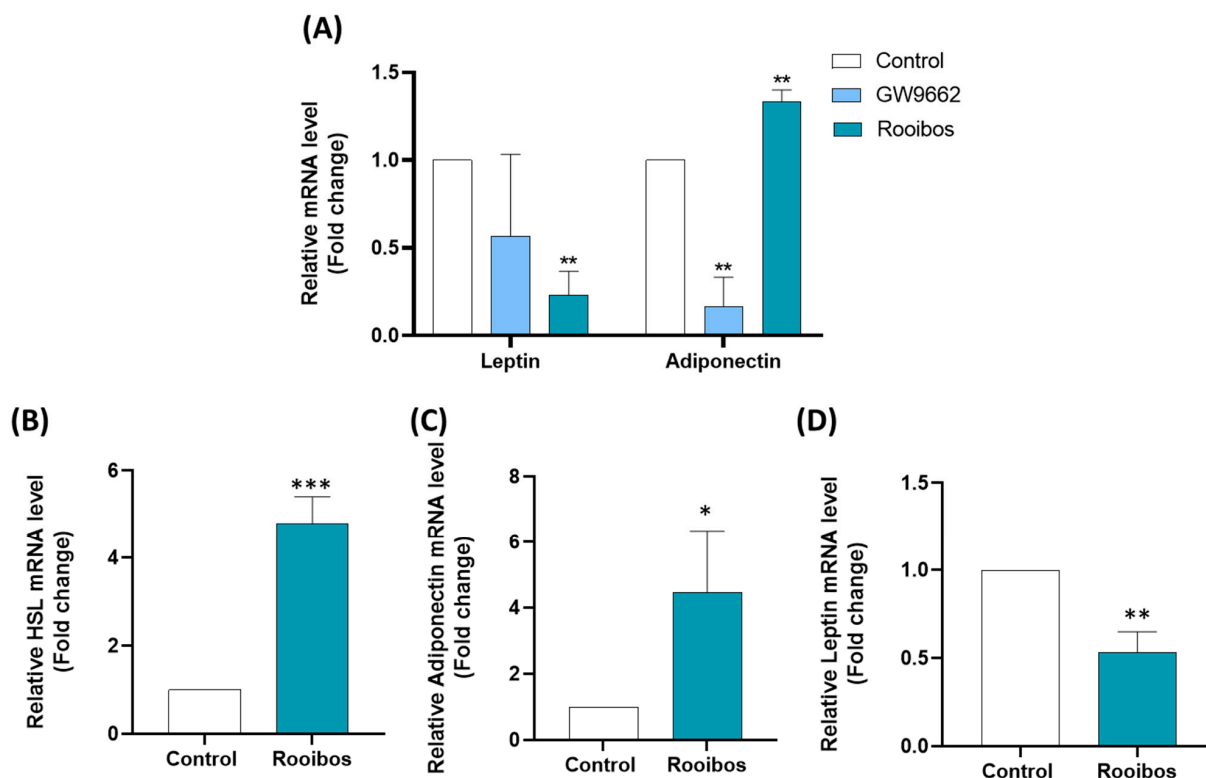 (A)
Relative mRNA level
(Fold change)
1.5
1.0
0.5
0.0
**
**
**
Leptin
Adiponectin
Control
GW9662
Rooibos
(B)
Relative HSL mRNA level
(Fold change)
6
4
2
0
***
Control
Rooibos
(C)
Relative Adiponectin mRNA level
(Fold change)
8
6
4
2
0
*
Control
Rooibos
(D)
Relative Leptin mRNA level
(Fold change)
1.5
1.0
0.5
0.0
**
Control
Rooibos